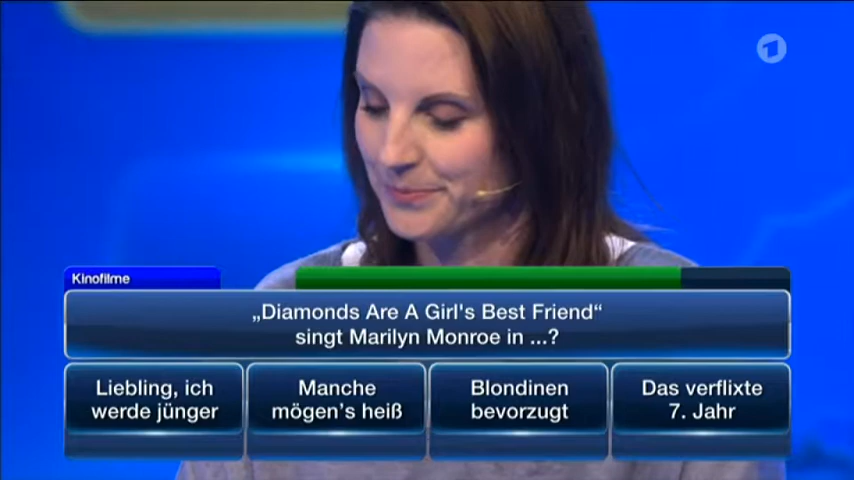 Kinofilme
„Diamonds Are A Girl's Best Friend“
singt Marilyn Monroe in ...?
Liebling, ich
werde jünger
Manche
mögen's heiß
Blondinen
bevorzugt
Das verflixte
7. Jahr
1